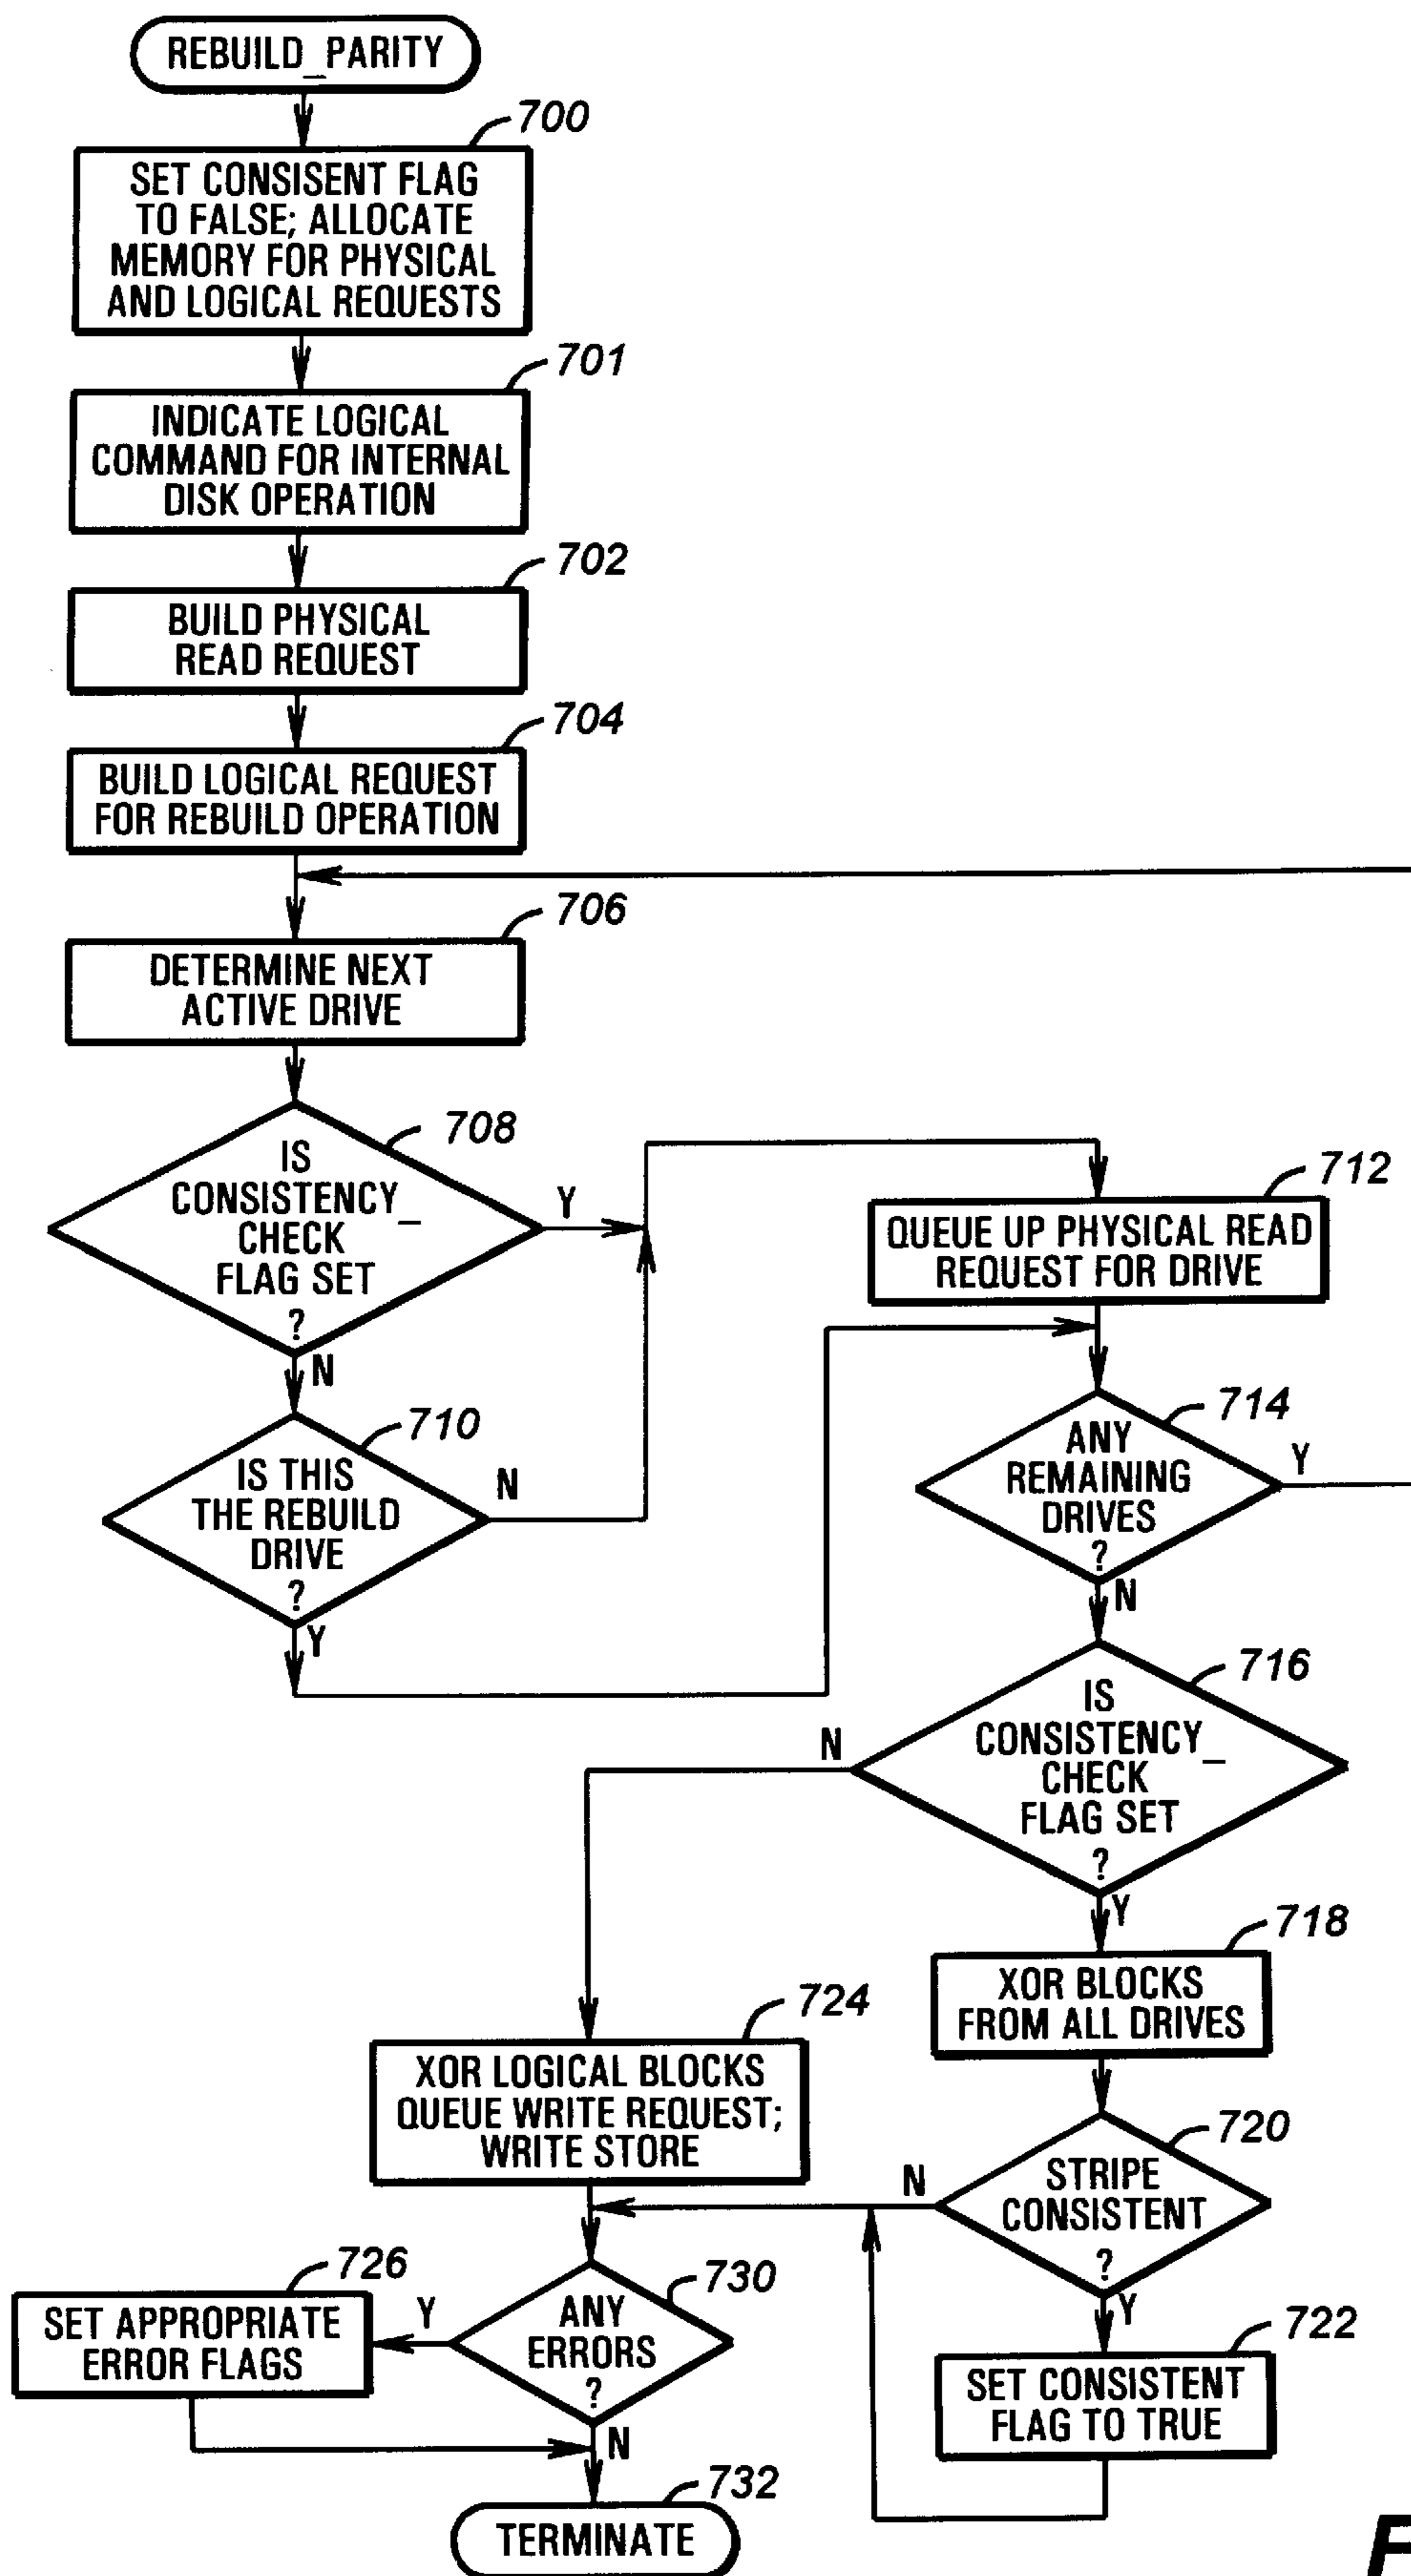 REBUILD_PARITY
700
SET CONSISENT FLAG
TO FALSE; ALLOCATE
MEMORY FOR PHYSICAL
AND LOGICAL REQUESTS
701
INDICATE LOGICAL
COMMAND FOR INTERNAL
DISK OPERATION
702
BUILD PHYSICAL
READ REQUEST
704
BUILD LOGICAL REQUEST
FOR REBUILD OPERATION
706
DETERMINE NEXT
ACTIVE DRIVE
708
IS
CONSISTENCY_
CHECK
FLAG SET
?
Y
N
710
IS THIS
THE REBUILD
DRIVE
?
N
Y
712
QUEUE UP PHYSICAL READ
REQUEST FOR DRIVE
714
ANY
REMAINING
DRIVES
?
Y
N
716
IS
CONSISTENCY_
CHECK
FLAG SET
?
N
Y
718
XOR BLOCKS
FROM ALL DRIVES
720
STRIPE
CONSISTENT
?
N
Y
722
SET CONSISTENT
FLAG TO TRUE
724
XOR LOGICAL BLOCKS
QUEUE WRITE REQUEST;
WRITE STORE
730
ANY
ERRORS
?
Y
N
726
SET APPROPRIATE
ERROR FLAGS
732
TERMINATE
F